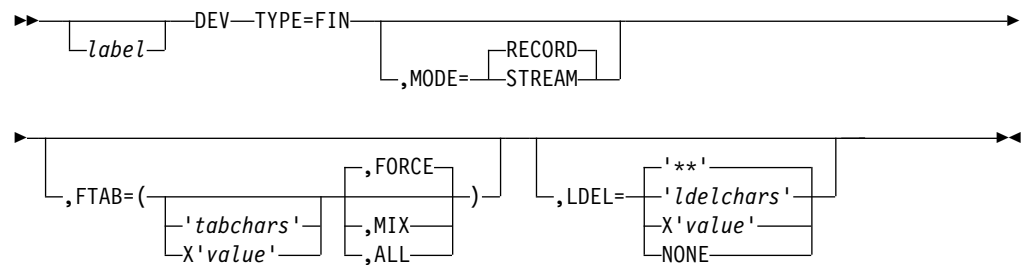 DEV TYPE=FIN
label
RECORD
,MODE= STREAM
,FORCE
'**'
,FTAB=( ) ,LDEL= 'ldelchars'
'tabchars' ,MIX X'value'
X'value' ,ALL NONE